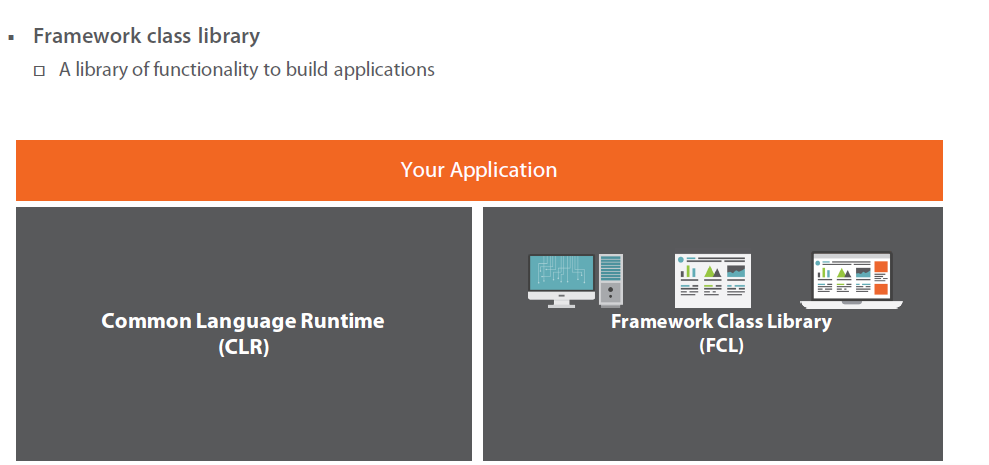 Framework class library
A library of functionality to build applications
Your Application
Common Language Runtime
(CLR)
Framework Class Library
(FCL)